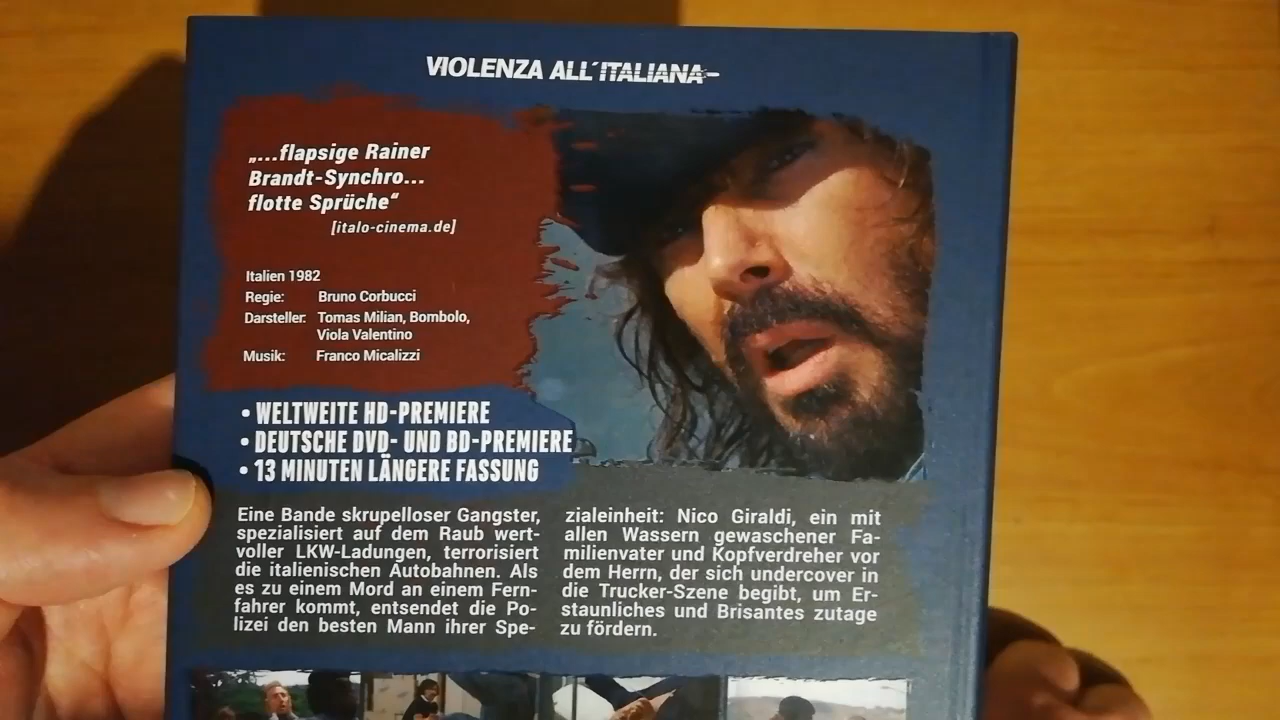 VIOLENZA ALL´ITALIANA
„...flapsige Rainer
Brandt-Synchro...
flotte Sprüche“
[italo-cinema.de]
Italien 1982
Regie: Bruno Corbucci
Darsteller: Tomas Milian, Bombolo,
Viola Valentino
Musik: Franco Micalizzi
• WELTWEITE HD-PREMIERE
• DEUTSCHE DVD- UND BD-PREMIERE
• 13 MINUTEN LÄNGERE FASSUNG
Eine Bande skrupelloser Gangster,
spezialisiert auf dem Raub wert-
voller LKW-Ladungen, terrorisiert
die italienischen Autobahnen. Als
es zu einem Mord an einem Fern-
fahrer kommt, entsendet die Po-
lizei den besten Mann ihrer Spe-
zialeinheit: Nico Giraldi, ein mit
allen Wassern gewaschener Fa-
milienvater und Kopfverdreher vor
dem Herrn, der sich undercover in
die Trucker-Szene begibt, um Er-
staunliches und Brisantes zutage
zu fördern.